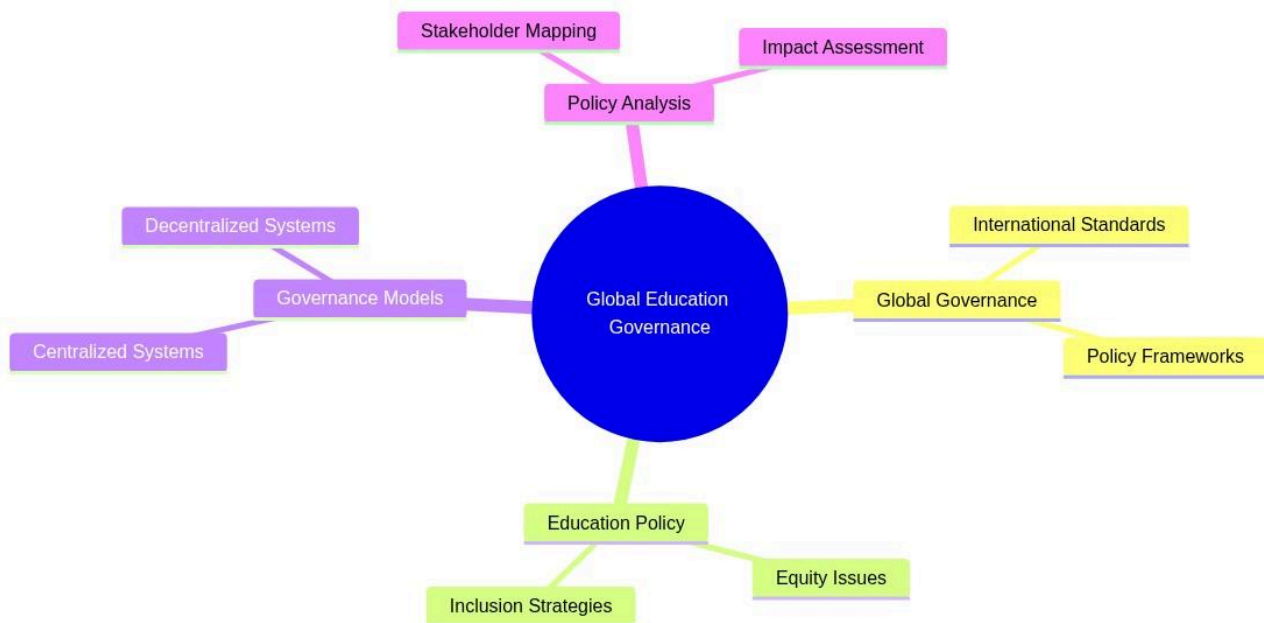 Stakeholder Mapping
Impact Assessment
Policy Analysis
Decentralized Systems
International Standards
Governance Models
Global Education
Governance
Global Governance
Centralized Systems
Policy Frameworks
Education Policy
Equity Issues
Inclusion Strategies